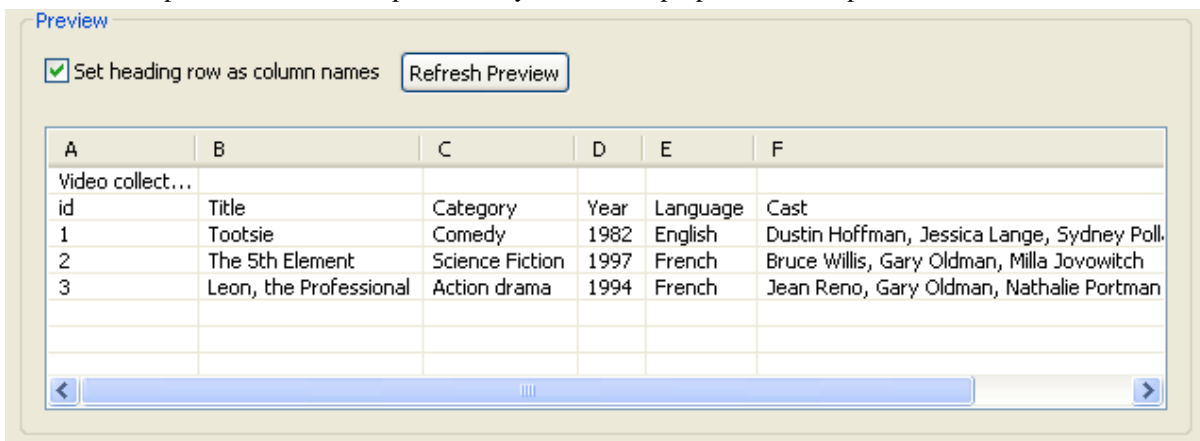 Preview
Set heading row as column names Refresh Preview
A B C D E F
Video collect...
id Title Category Year Language Cast
1 Tootsie Comedy 1982 English Dustin Hoffman, Jessica Lange, Sydney Poll
2 The 5th Element Science Fiction 1997 French Bruce Willis, Gary Oldman, Milla Jovowitch
3 Leon, the Professional Action drama 1994 French Jean Reno, Gary Oldman, Nathalie Portman